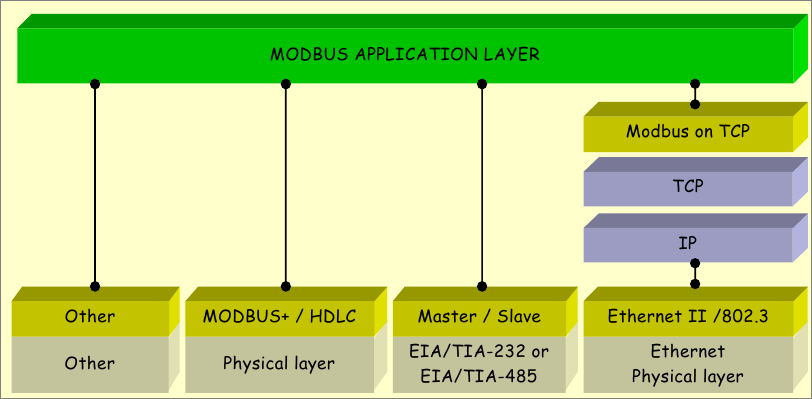 MODBUS APPLICATION LAYER
Modbus on TCP
TCP
IP
Other
MODBUS+ / HDLC
Master / Slave
Ethernet II /802.3
Other
Physical layer
EIA/TIA-232 or
EIA/TIA-485
Ethernet
Physical layer